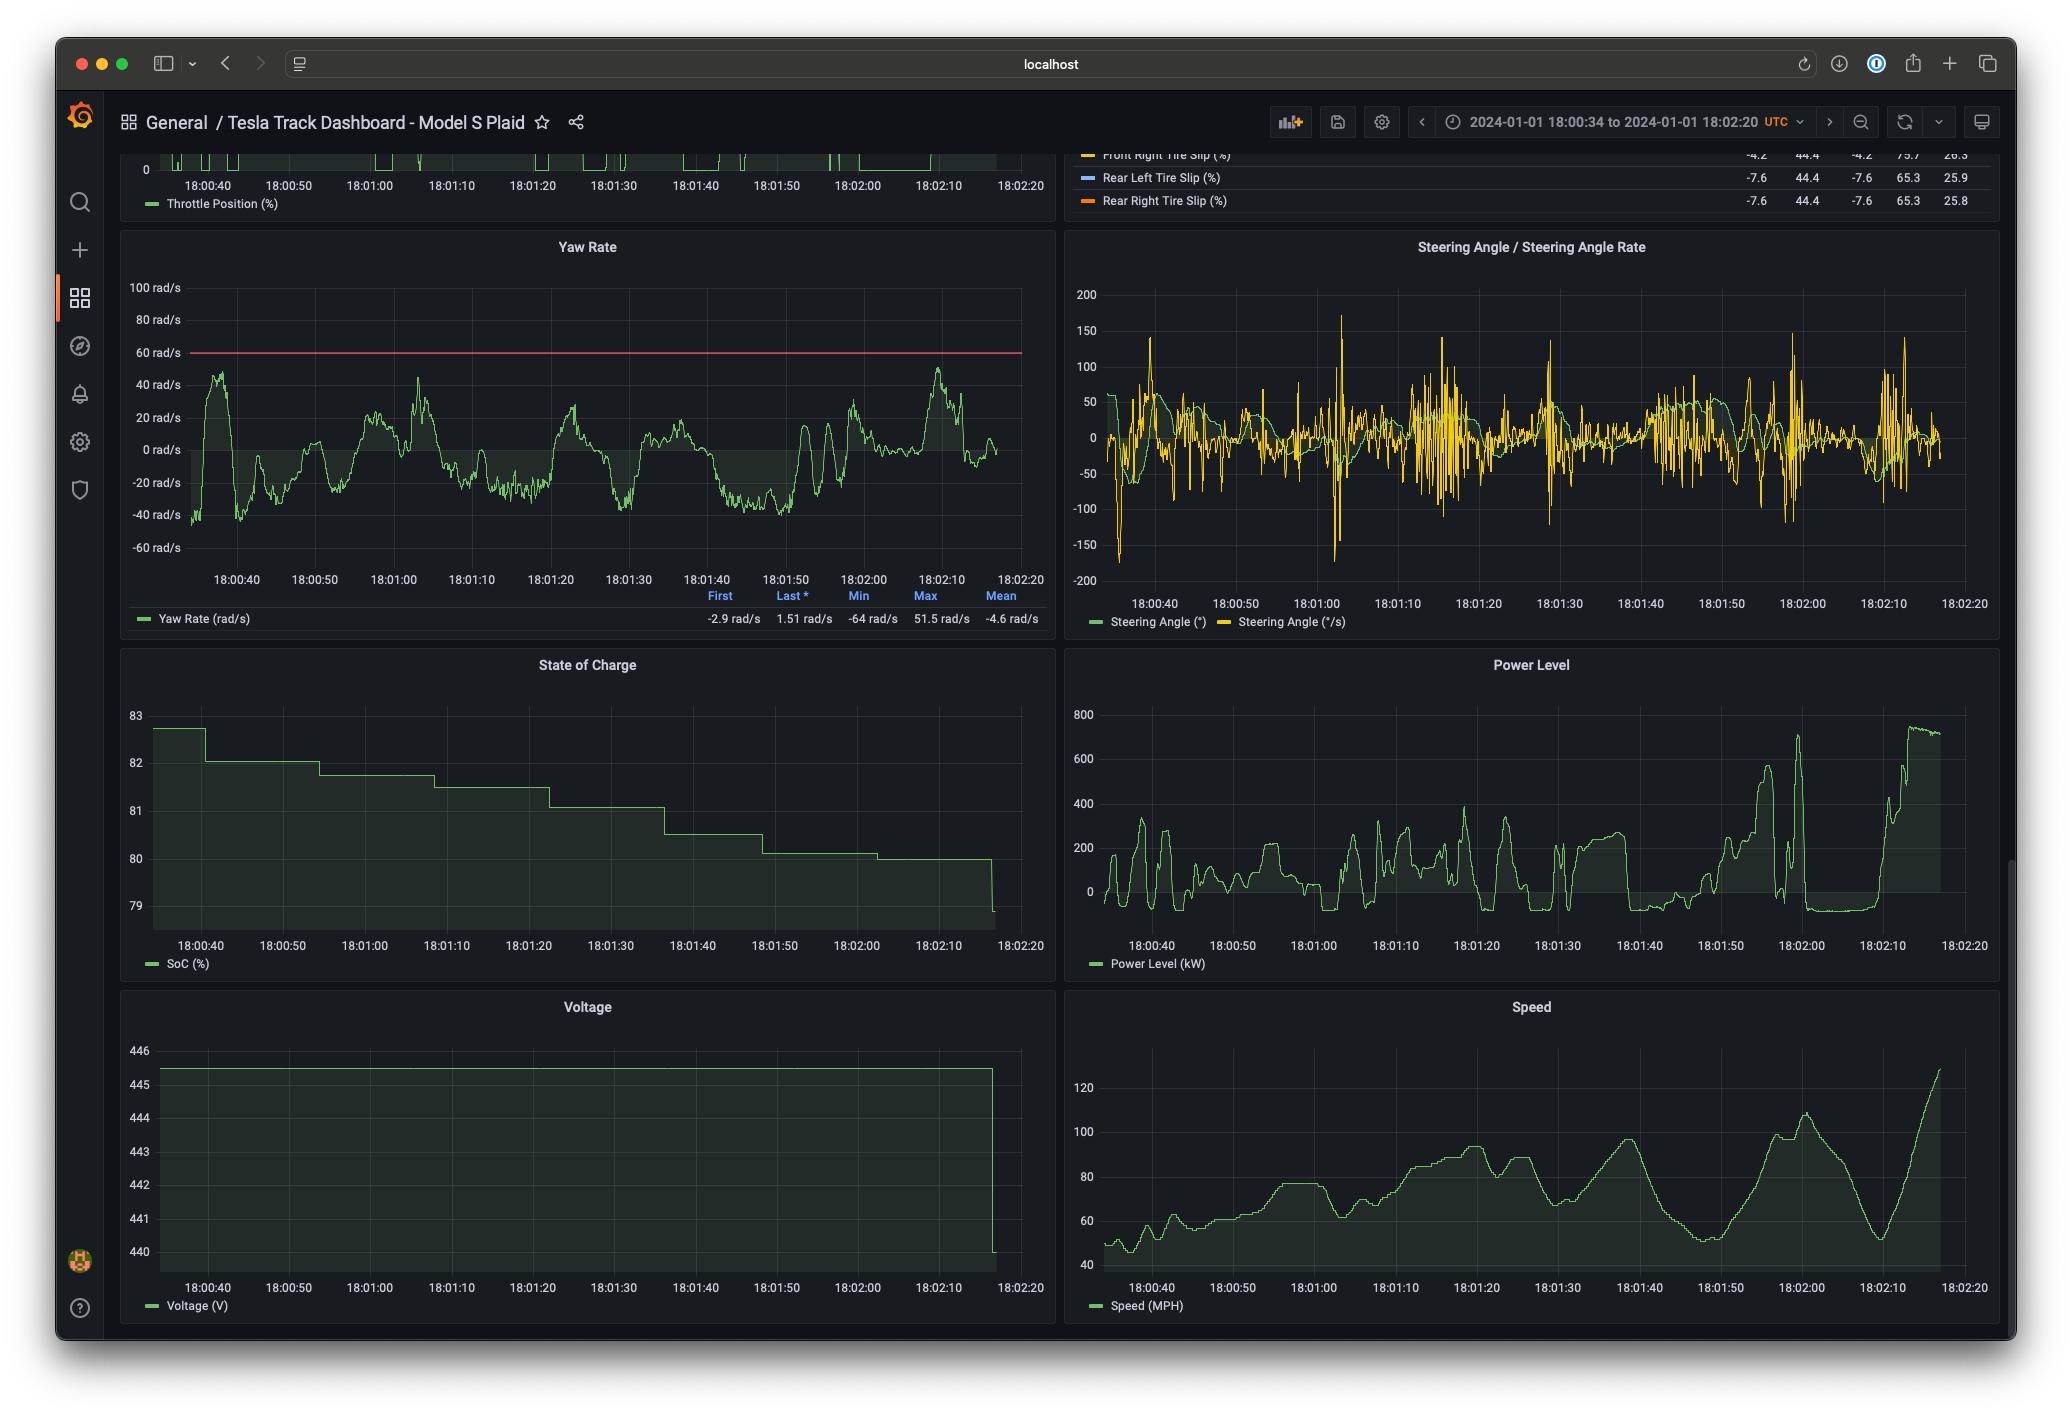 localhost
General / Tesla Track Dashboard - Model S Plaid
2024-01-01 18:00:34 to 2024-01-01 18:02:20 UTC
0
18:00:40 18:00:50 18:01:00 18:01:10 18:01:20 18:01:30 18:01:40 18:01:50 18:02:00 18:02:10 18:02:20
Throttle Position (%)
Front Right Tire Slip (%) -4.2 44.4 -4.2 75.7 26.3
Rear Left Tire Slip (%) -7.6 44.4 -7.6 65.3 25.9
Rear Right Tire Slip (%) -7.6 44.4 -7.6 65.3 25.8
Yaw Rate
100 rad/s
80 rad/s
60 rad/s
40 rad/s
20 rad/s
0 rad/s
-20 rad/s
-40 rad/s
-60 rad/s
18:00:40 18:00:50 18:01:00 18:01:10 18:01:20 18:01:30 18:01:40 18:01:50 18:02:00 18:02:10 18:02:20
First Last * Min Max Mean
Yaw Rate (rad/s) -2.9 rad/s 1.51 rad/s -64 rad/s 51.5 rad/s -4.6 rad/s
Steering Angle / Steering Angle Rate
200
150
100
50
0
-50
-100
-150
-200
18:00:40 18:00:50 18:01:00 18:01:10 18:01:20 18:01:30 18:01:40 18:01:50 18:02:00 18:02:10 18:02:20
Steering Angle (°) Steering Angle (°/s)
State of Charge
83
82
81
80
79
18:00:40 18:00:50 18:01:00 18:01:10 18:01:20 18:01:30 18:01:40 18:01:50 18:02:00 18:02:10 18:02:20
SoC (%)
Power Level
800
600
400
200
0
18:00:40 18:00:50 18:01:00 18:01:10 18:01:20 18:01:30 18:01:40 18:01:50 18:02:00 18:02:10 18:02:20
Power Level (kW)
Voltage
446
445
444
443
442
441
440
18:00:40 18:00:50 18:01:00 18:01:10 18:01:20 18:01:30 18:01:40 18:01:50 18:02:00 18:02:10 18:02:20
Voltage (V)
Speed
120
100
80
60
40
18:00:40 18:00:50 18:01:00 18:01:10 18:01:20 18:01:30 18:01:40 18:01:50 18:02:00 18:02:10 18:02:20
Speed (MPH)